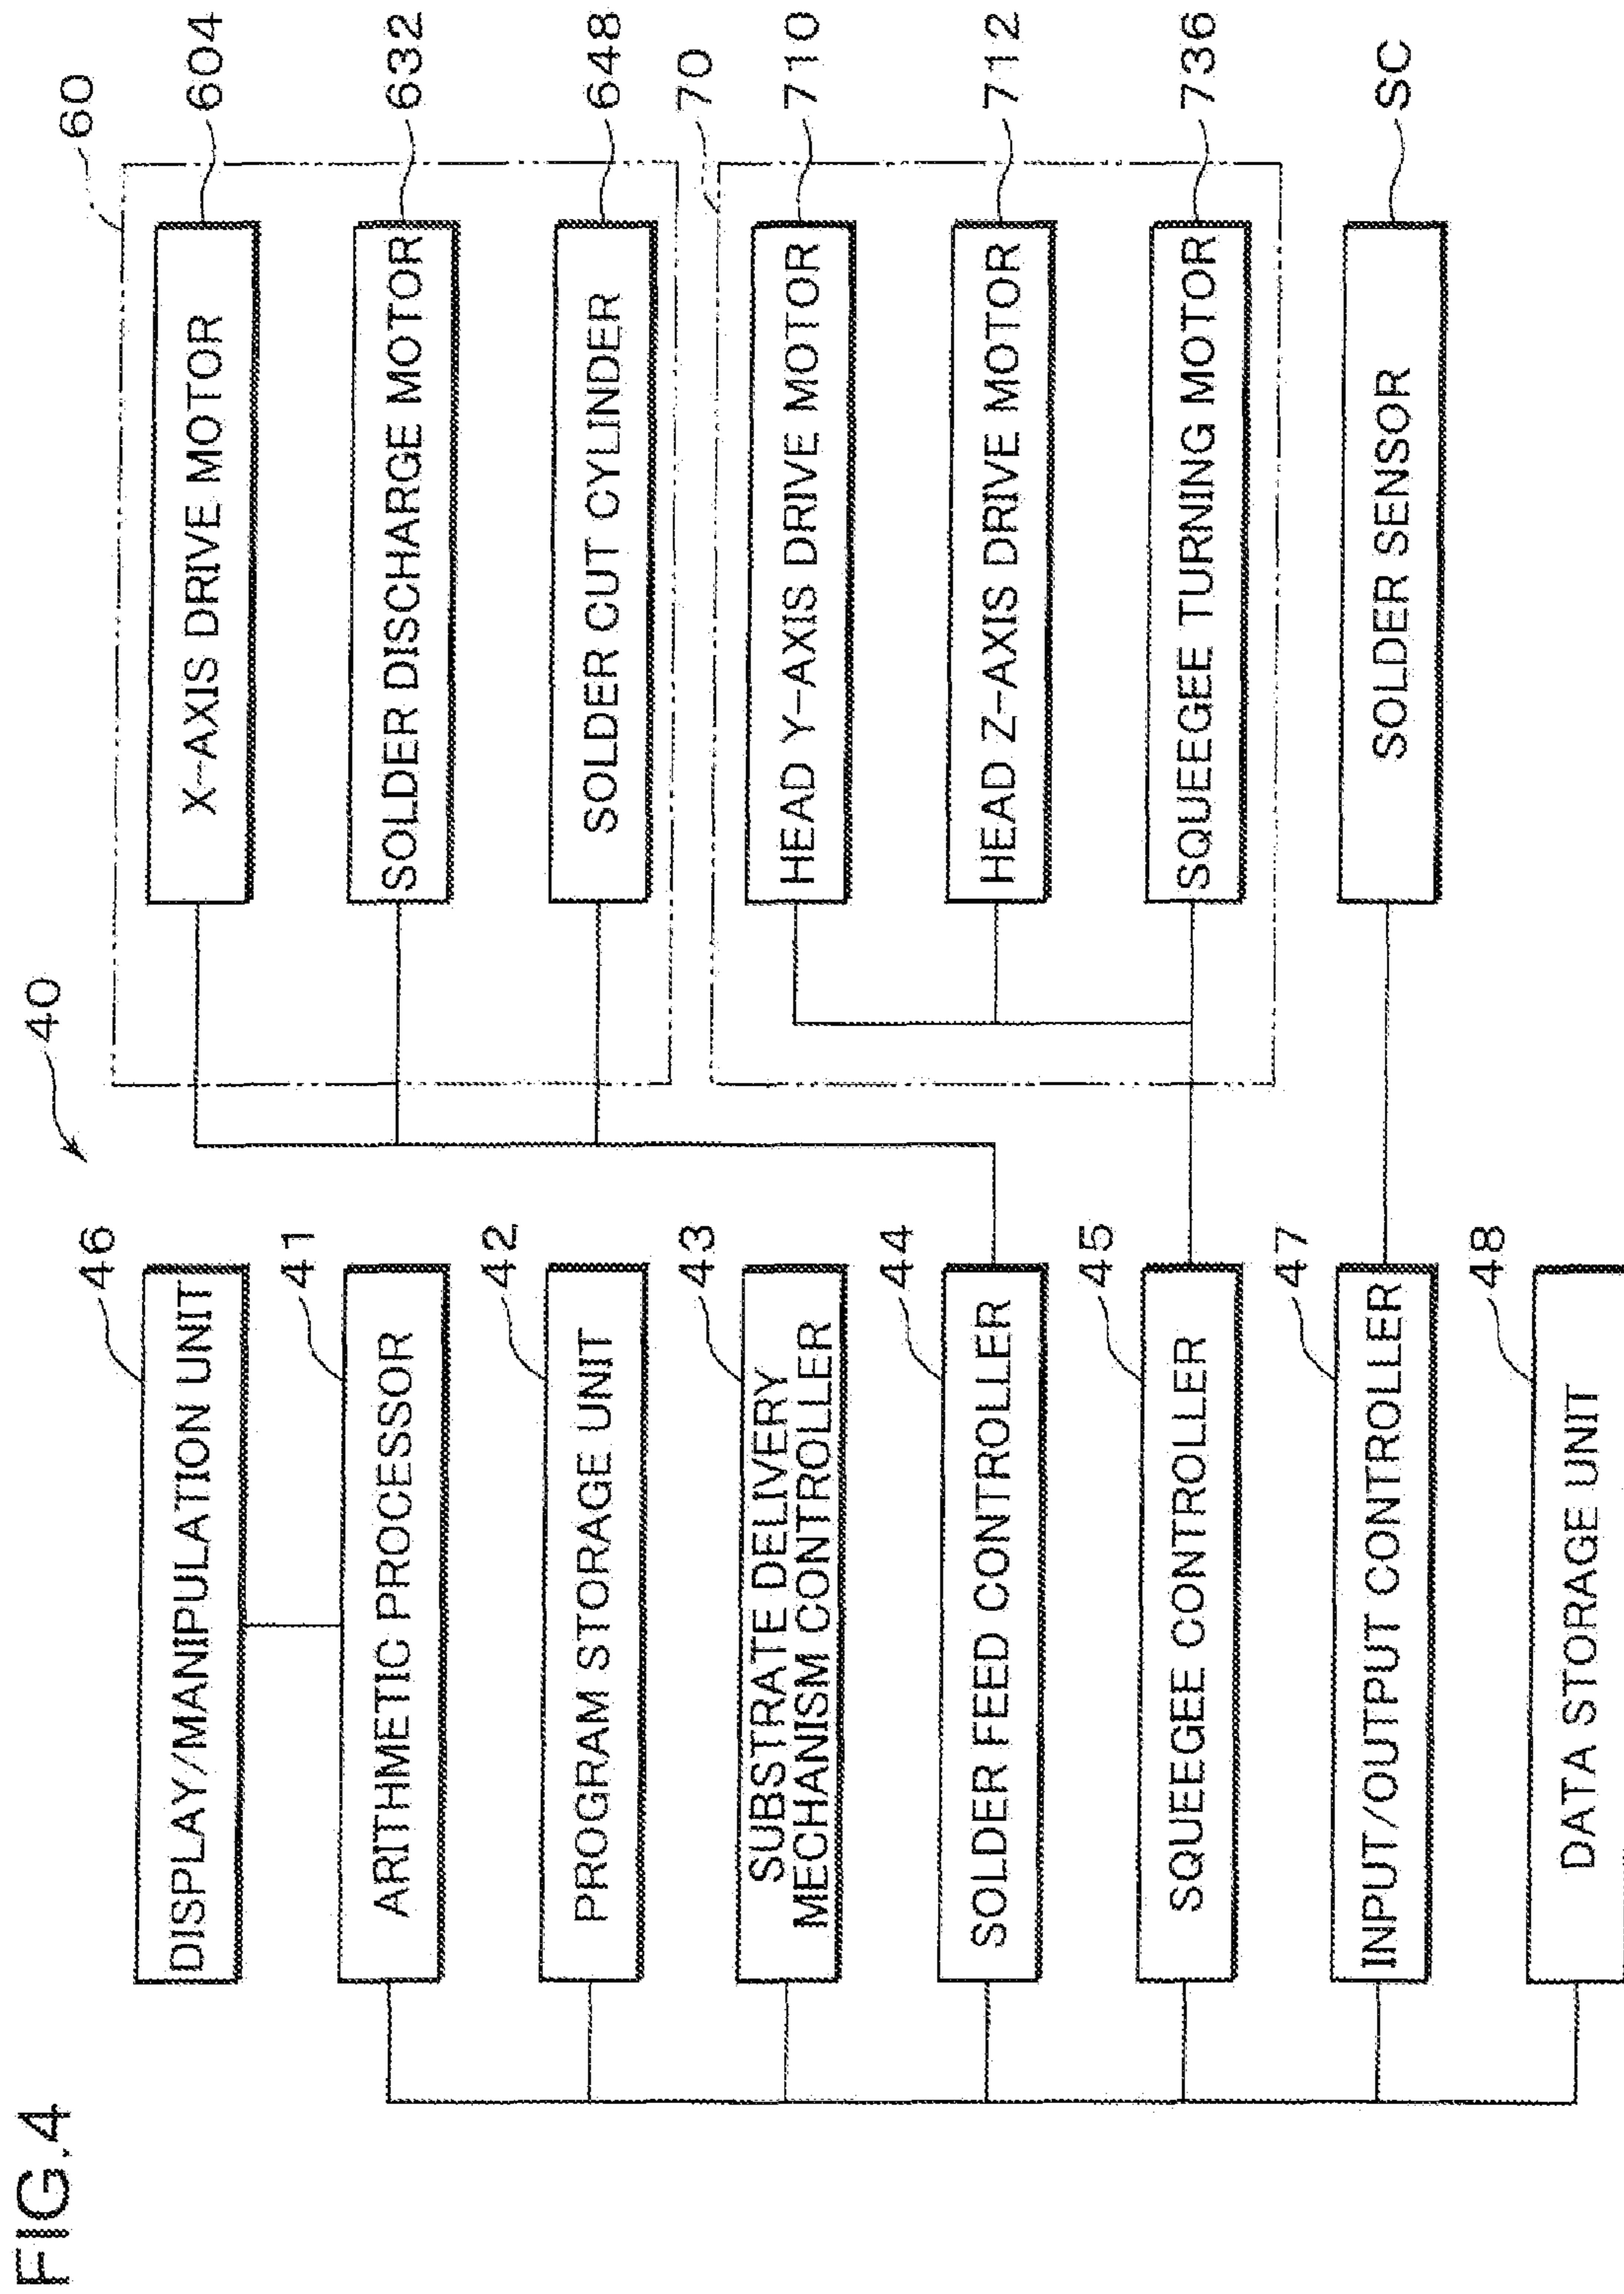 FIG.4
40
46
DISPLAY/MANIPULATION UNIT
41
ARITHMETIC PROCESSOR
42
PROGRAM STORAGE UNIT
43
SUBSTRATE DELIVERY
MECHANISM CONTROLLER
44
SOLDER FEED CONTROLLER
45
SQUEEGEE CONTROLLER
47
INPUT/OUTPUT CONTROLLER
48
DATA STORAGE UNIT
60
X-AXIS DRIVE MOTOR
604
SOLDER DISCHARGE MOTOR
632
SOLDER CUT CYLINDER
648
70
HEAD Y-AXIS DRIVE MOTOR
710
HEAD Z-AXIS DRIVE MOTOR
712
SQUEEGEE TURNING MOTOR
736
SOLDER SENSOR
SC